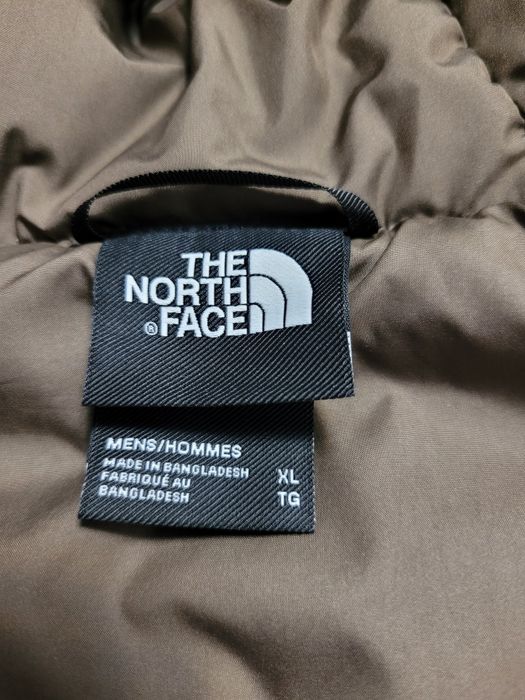 THE
NORTH
® FACE
MENS/HOMMES
MADE IN BANGLADESH
FABRIQUÉ AU
BANGLADESH
XL
TG